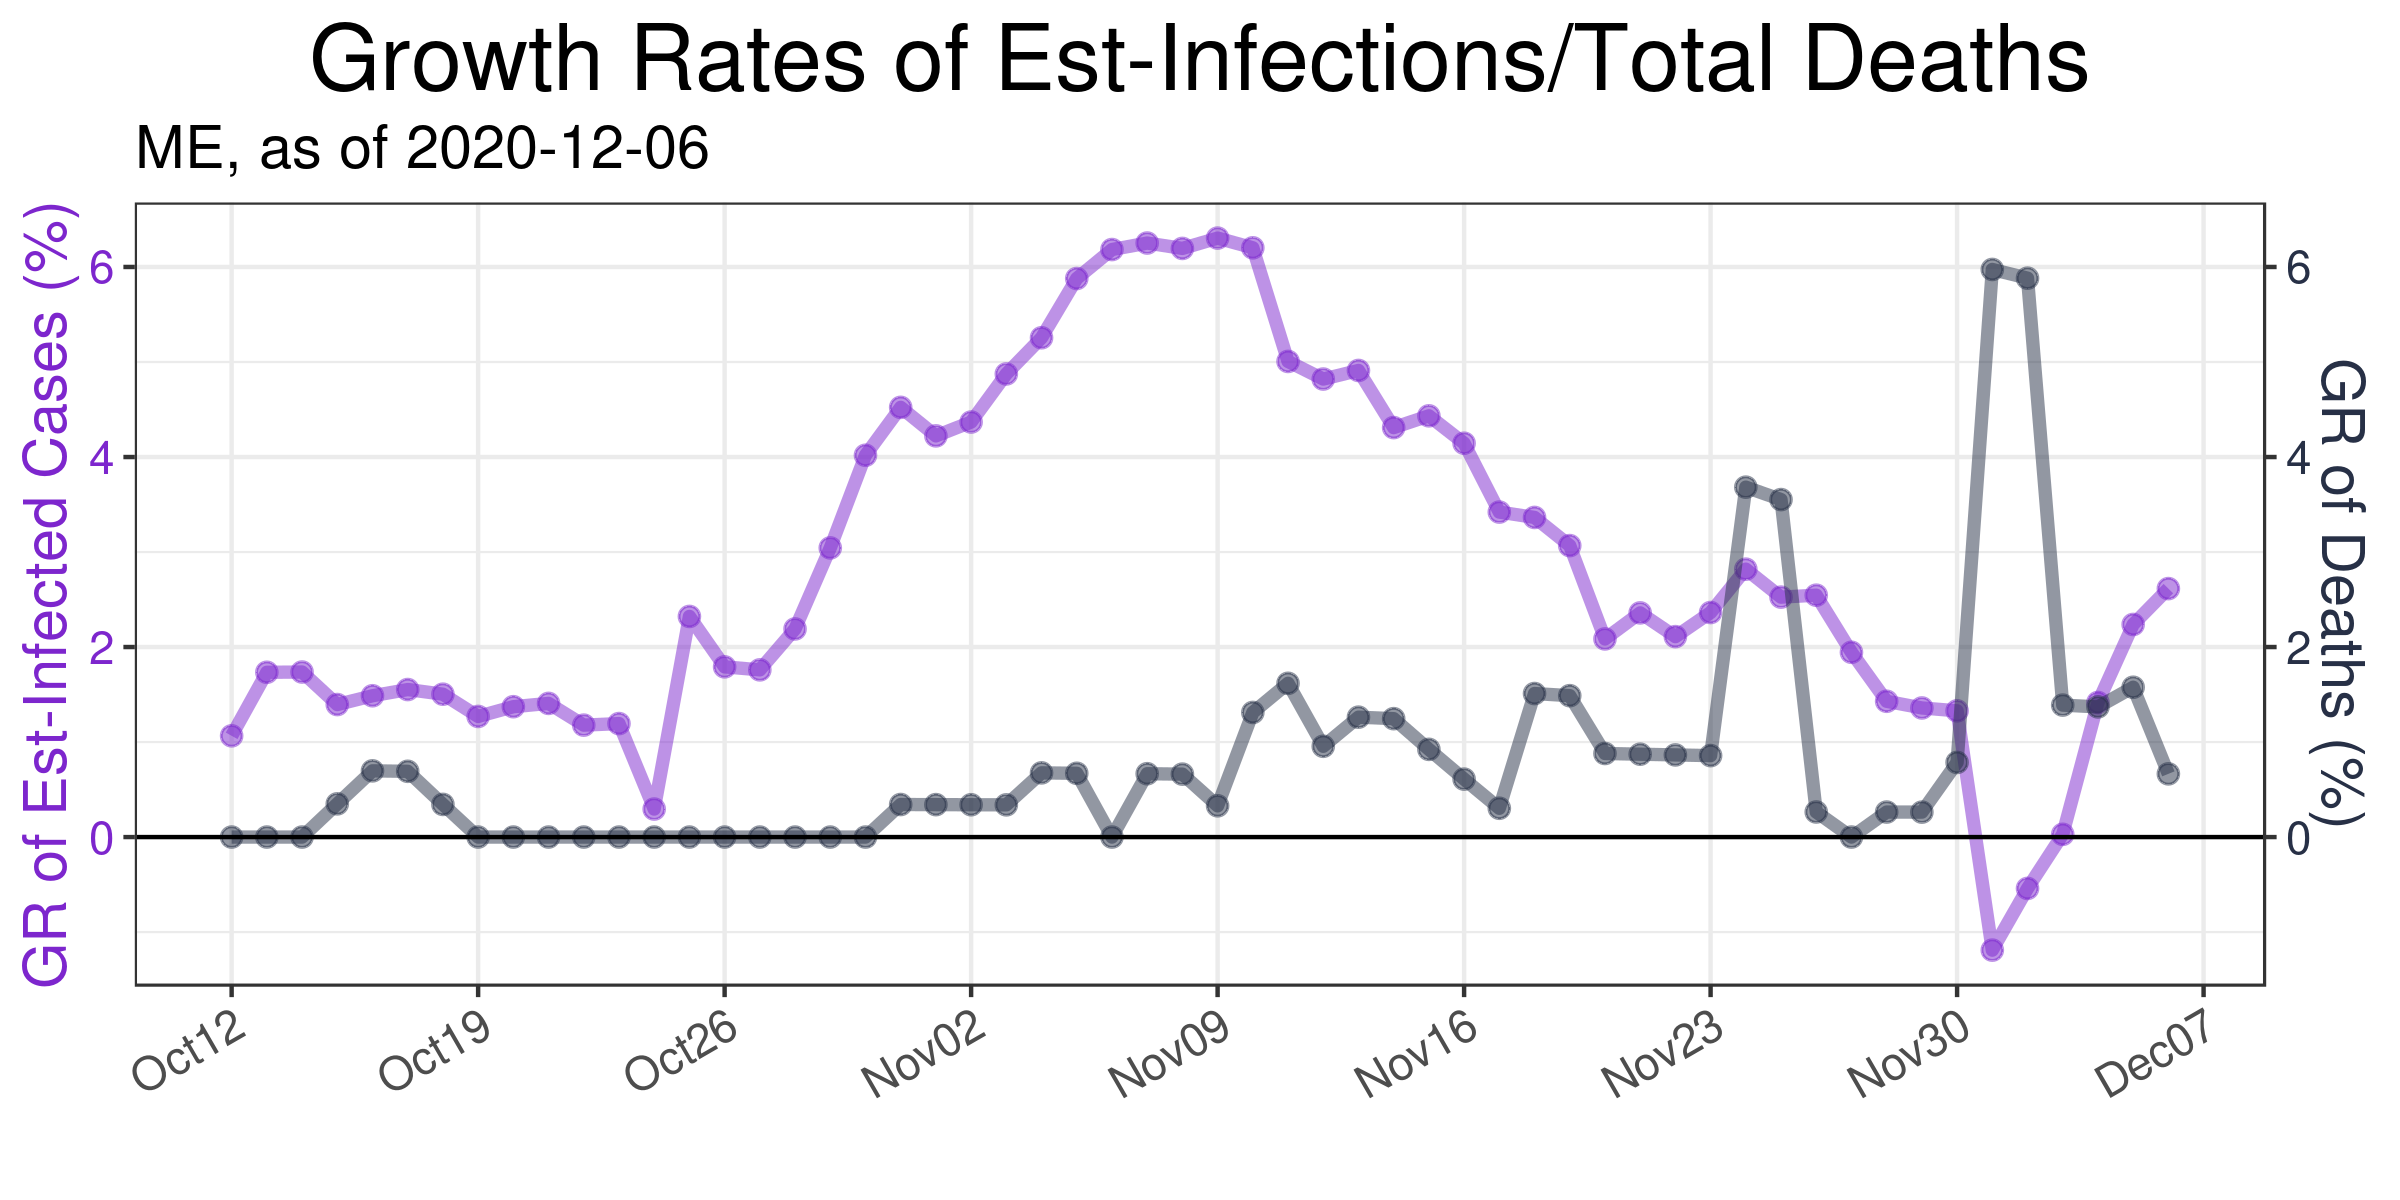 Growth Rates of Est-Infections/Total Deaths
ME, as of 2020-12-06
GR of Est-Infected Cases (%)
6
4
2
0
6
4
2
0
GR of Deaths (%)
Oct12
Oct19
Oct26
Nov02
Nov09
Nov16
Nov23
Nov30
Dec07